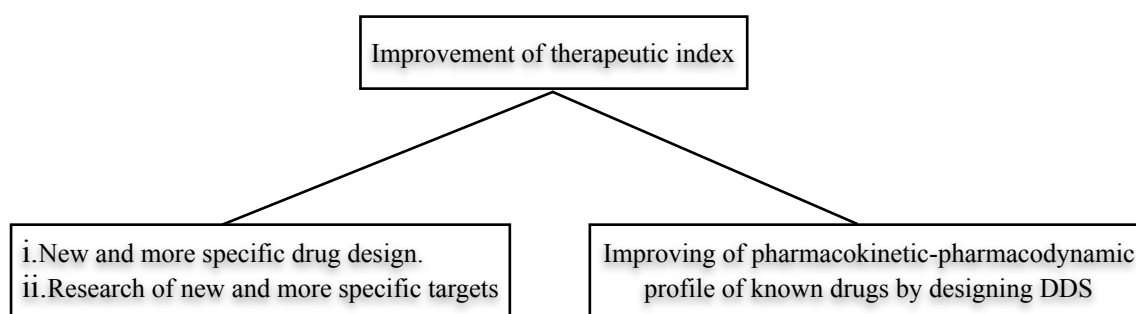 Improvement of therapeutic index
i.New and more specific drug design.
ii.Research of new and more specific targets
Improving of pharmacokinetic-pharmacodynamic
profile of known drugs by designing DDS